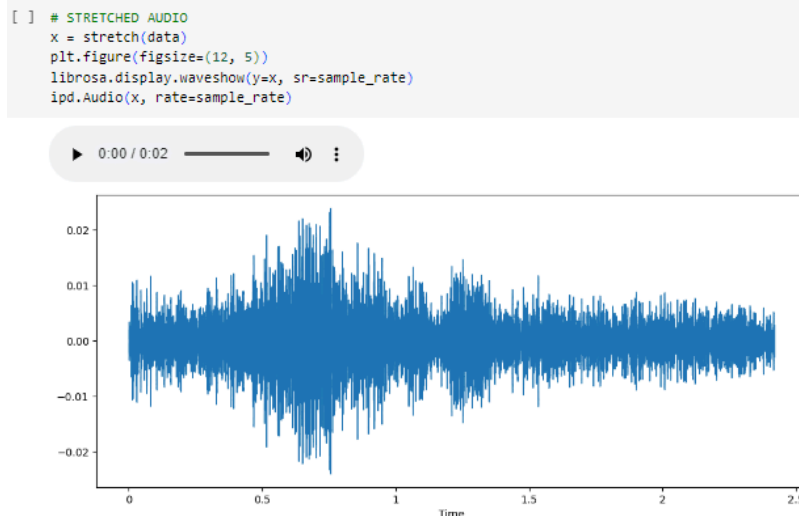 [ ] # STRETCHED AUDIO
x = stretch(data)
plt.figure(figsize=(12, 5))
librosa.display.waveshow(y=x, sr=sample_rate)
ipd.Audio(x, rate=sample_rate)
0:00 / 0:02
0.02
0.01
0.00
−0.01
−0.02
0 0.5 1 1.5 2 2.5
Time